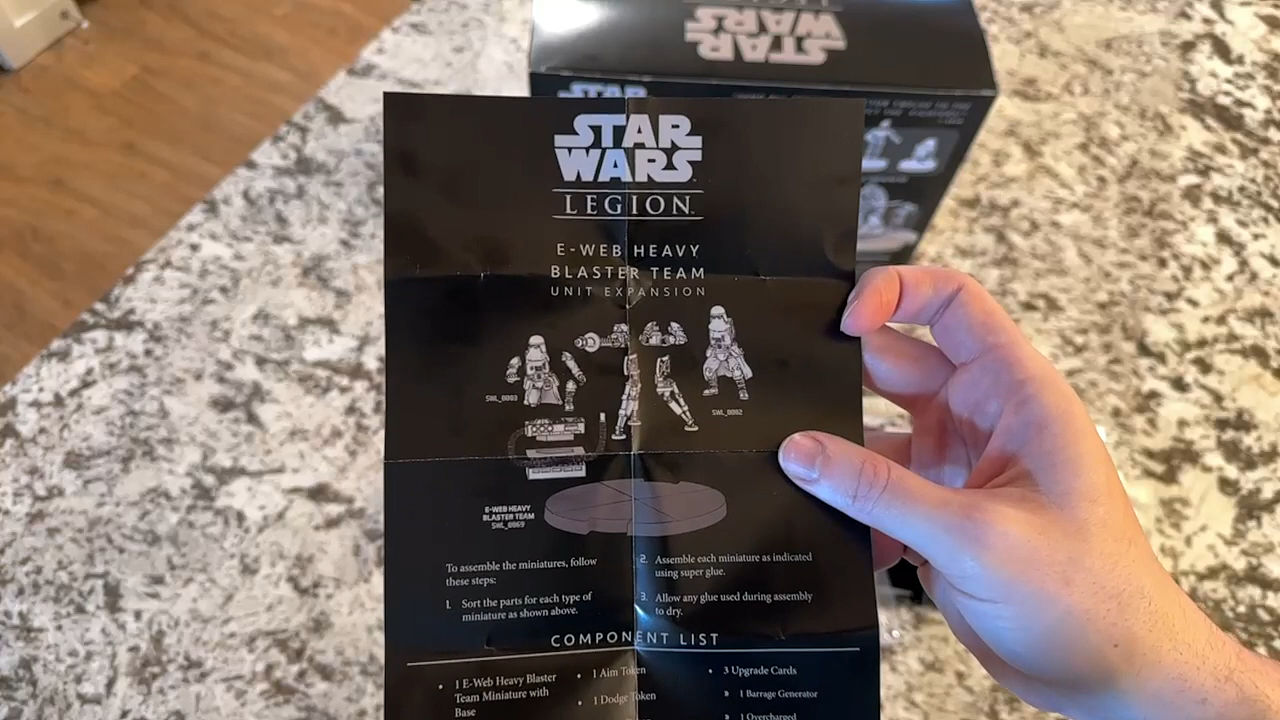 STAR
WARS
STAR
STAR
WARS
LEGION
E-WEB HEAVY
BLASTER TEAM
UNIT EXPANSION
SWL_0003
SWL_0002
E-WEB HEAVY
BLASTER TEAM
SWL_0069
To assemble the miniatures, follow
these steps:
1. Sort the parts for each type of
miniature as shown above.
2. Assemble each miniature as indicated
using super glue.
3. Allow any glue used during assembly
to dry.
COMPONENT LIST
• 1 E-Web Heavy Blaster
Team Miniature with
Base
• 1 Aim Token
• 1 Dodge Token
• 3 Upgrade Cards
» 1 Barrage Generator
» 1 Overcharged